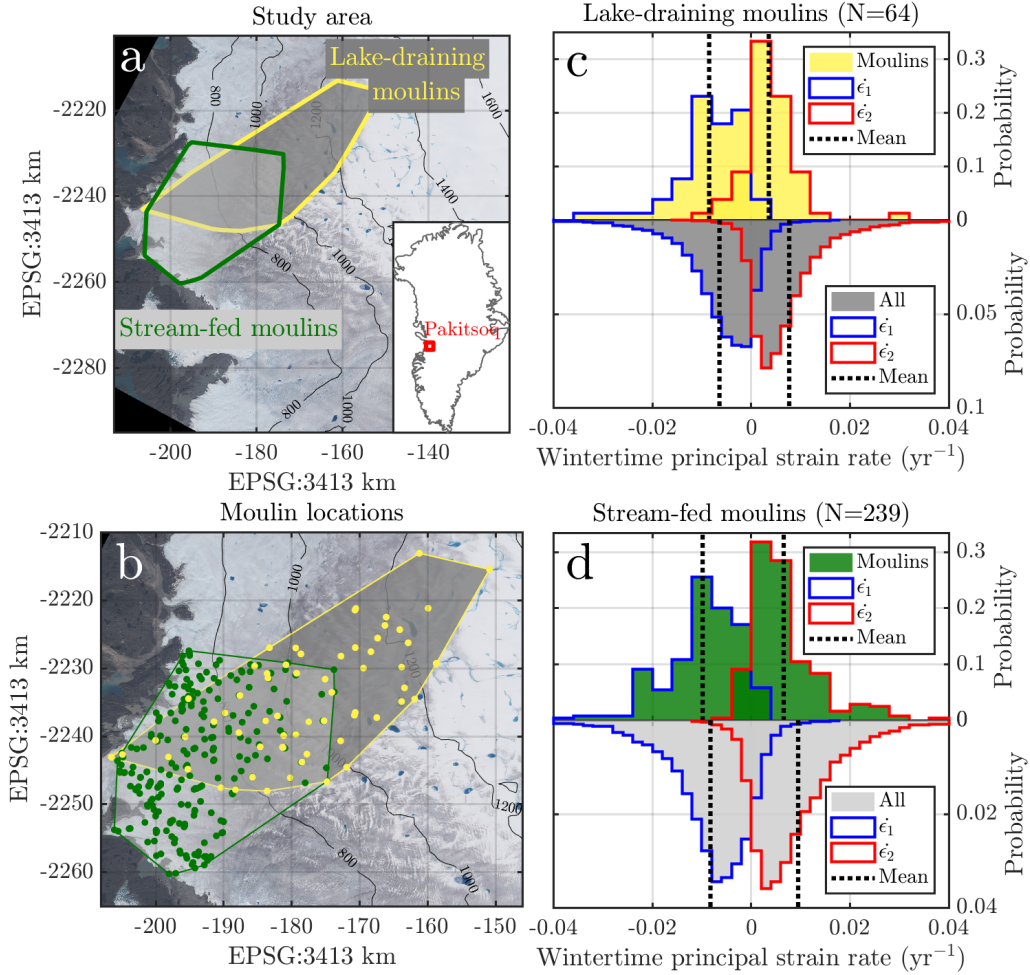 Study area
a
Lake-draining
moulins
Stream-fed moulins
Pakitsoq
800
1000
1200
1600
1400
800
1000
800
1000
-2220
-2240
-2260
-2280
EPSG:3413 km
-200
-180
-160
-140
EPSG:3413 km
Lake-draining moulins (N=64)
c
Moulins
ϵ̇₁
ϵ̇₂
Mean
0.3
0.2
0.1
0
Probability
All
ϵ̇₁
ϵ̇₂
Mean
0.05
0.1
Probability
-0.04
-0.02
0
0.02
0.04
Wintertime principal strain rate (yr⁻¹)
Moulin locations
b
1000
1200
1200
800
1000
-2210
-2220
-2230
-2240
-2250
-2260
EPSG:3413 km
-200
-190
-180
-170
-160
-150
EPSG:3413 km
Stream-fed moulins (N=239)
d
Moulins
ϵ̇₁
ϵ̇₂
Mean
0.3
0.2
0.1
0
Probability
All
ϵ̇₁
ϵ̇₂
Mean
0.02
0.04
Probability
-0.04
-0.02
0
0.02
0.04
Wintertime principal strain rate (yr⁻¹)